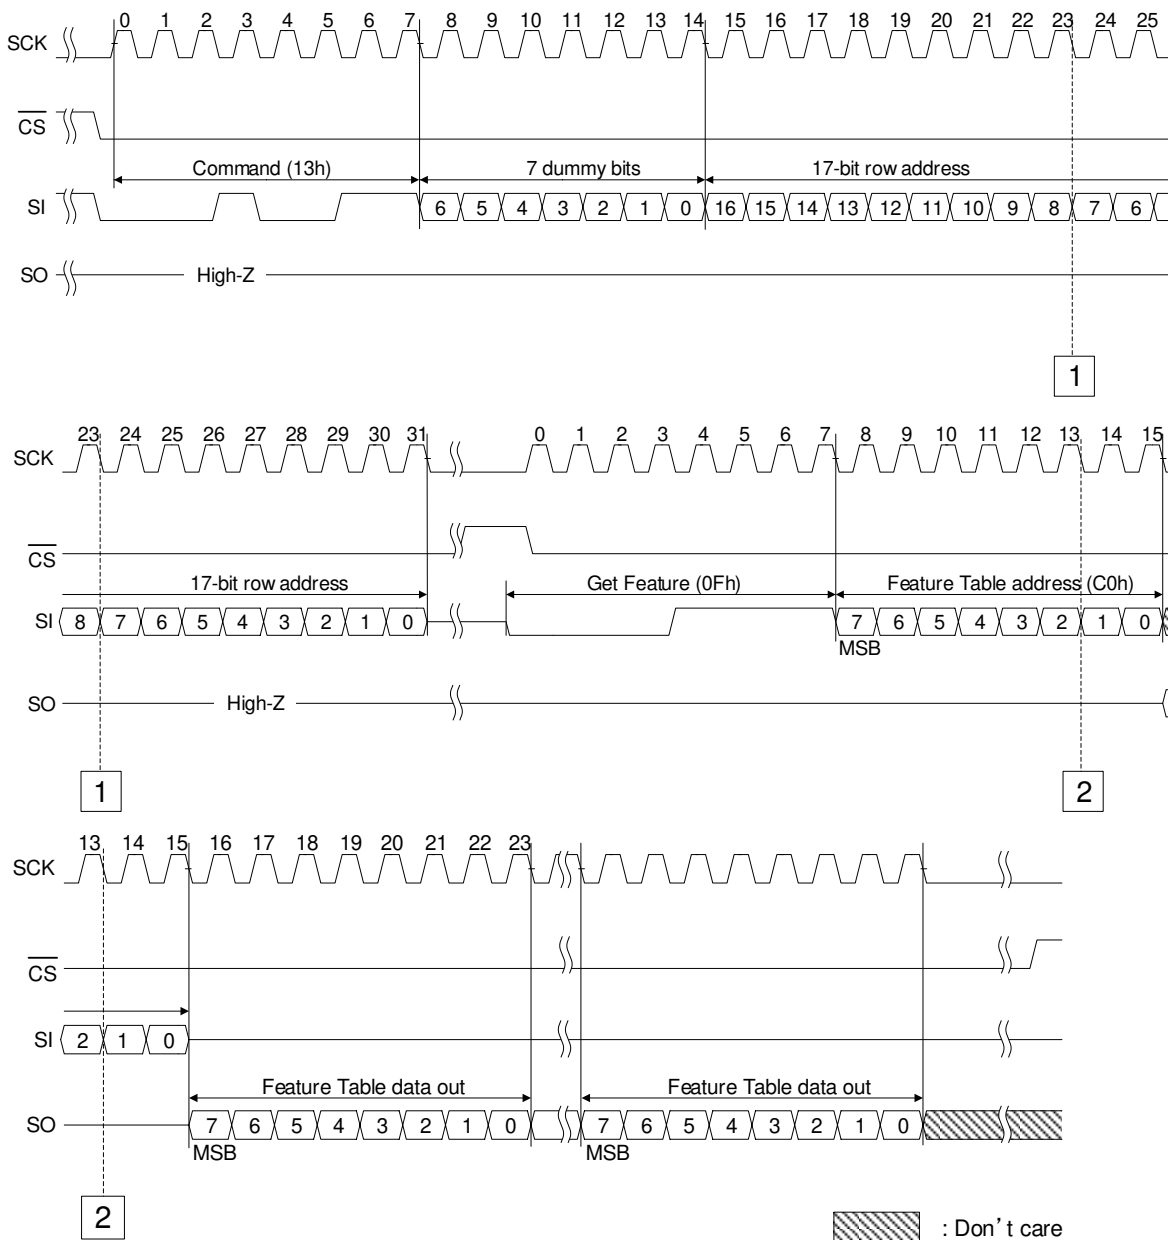 0 1 2 3 4 5 6 7 8 9 10 11 12 13 14 15 16 17 18 19 20 21 22 23 24 25
SCK
CS
Command (13h) 7 dummy bits 17-bit row address
SI 6 5 4 3 2 1 0 16 15 14 13 12 11 10 9 8 7 6
SO High-Z
1
23 24 25 26 27 28 29 30 31 0 1 2 3 4 5 6 7 8 9 10 11 12 13 14 15
SCK
CS
17-bit row address Get Feature (0Fh) Feature Table address (C0h)
SI 8 7 6 5 4 3 2 1 0 7 6 5 4 3 2 1 0
MSB
SO High-Z
1 2
13 14 15 16 17 18 19 20 21 22 23
SCK
CS
SI 2 1 0
Feature Table data out Feature Table data out
SO 7 6 5 4 3 2 1 0 7 6 5 4 3 2 1 0
MSB MSB
2
: Don't care